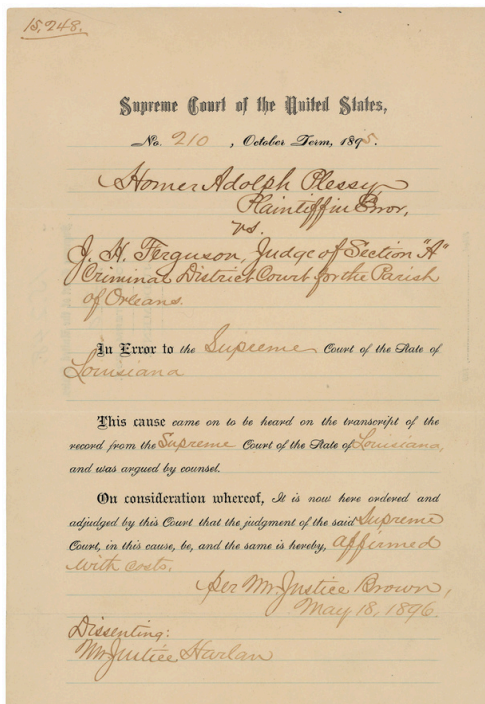 15,248.
Supreme Court of the United States,
No. 210, October Term, 1895.
Homer Adolph Plessy,
Plaintiff in Error,
vs.
J. H. Ferguson, Judge of Section "A"
Criminal District Court for the Parish
of Orleans.
In Error to the Supreme Court of the State of
Louisiana
This cause came on to be heard on the transcript of the
record from the Supreme Court of the State of Louisiana,
and was argued by counsel.
On consideration whereof, It is now here ordered and
adjudged by this Court that the judgment of the said Supreme
Court, in this cause, be, and the same is hereby, affirmed
with costs.
Per Mr. Justice Brown,
May 18, 1896.
Dissenting:
Mr. Justice Harlan